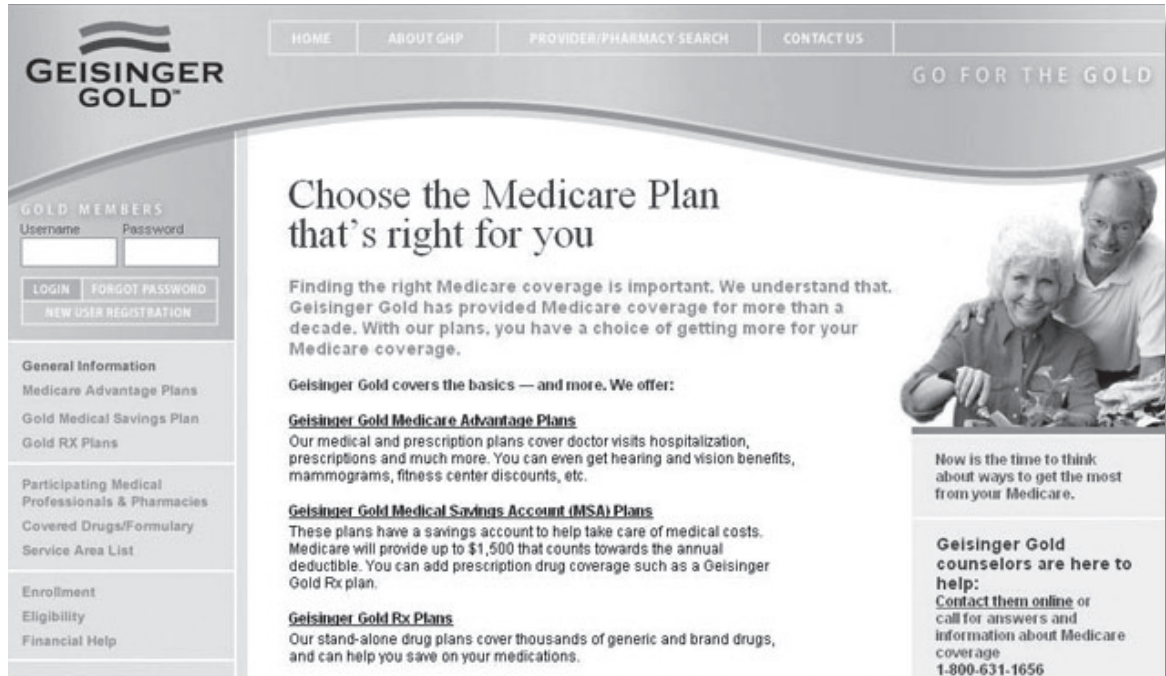 GEISINGER
GOLD℠
HOME
ABOUT GHP
PROVIDER/PHARMACY SEARCH
CONTACT US
GO FOR THE GOLD
GOLD MEMBERS
Username
Password
LOGIN
FORGOT PASSWORD
NEW USER REGISTRATION
General Information
Medicare Advantage Plans
Gold Medical Savings Plan
Gold RX Plans
Participating Medical
Professionals & Pharmacies
Covered Drugs/Formulary
Service Area List
Enrollment
Eligibility
Financial Help
Choose the Medicare Plan
that's right for you
Finding the right Medicare coverage is important. We understand that.
Geisinger Gold has provided Medicare coverage for more than a
decade. With our plans, you have a choice of getting more for your
Medicare coverage.
Geisinger Gold covers the basics — and more. We offer:
Geisinger Gold Medicare Advantage Plans
Our medical and prescription plans cover doctor visits hospitalization,
prescriptions and much more. You can even get hearing and vision benefits,
mammograms, fitness center discounts, etc.
Geisinger Gold Medical Savings Account (MSA) Plans
These plans have a savings account to help take care of medical costs.
Medicare will provide up to $1,500 that counts towards the annual
deductible. You can add prescription drug coverage such as a Geisinger
Gold Rx plan.
Geisinger Gold Rx Plans
Our stand-alone drug plans cover thousands of generic and brand drugs,
and can help you save on your medications.
Now is the time to think
about ways to get the most
from your Medicare.
Geisinger Gold
counselors are here to
help:
Contact them online or
call for answers and
information about Medicare
coverage
1-800-631-1656